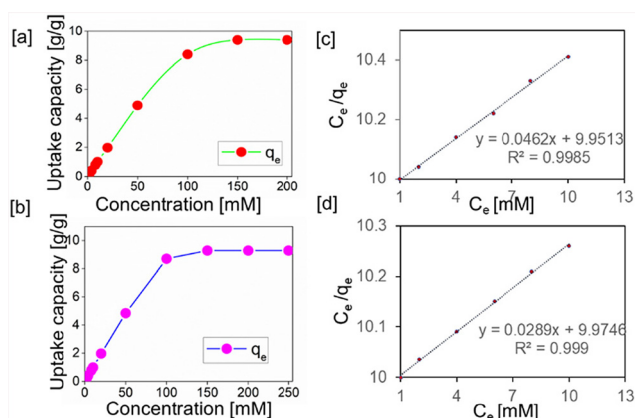 [a]
Uptake capacity [g/g]
10
8
6
4
2
0
qe
0 50 100 150 200
Concentration [mM]
[b]
Uptake capacity [g/g]
10
8
6
4
2
0
qe
0 50 100 150 200 250
Concentration [mM]
[c]
Ce/qe
10.4
10.2
10
y = 0.0462x + 9.9513
R² = 0.9985
1 4 7 10 13
Ce [mM]
[d]
Ce/qe
10.3
10.2
10.1
10
y = 0.0289x + 9.9746
R² = 0.999
1 4 7 10 13
Ce [mM]